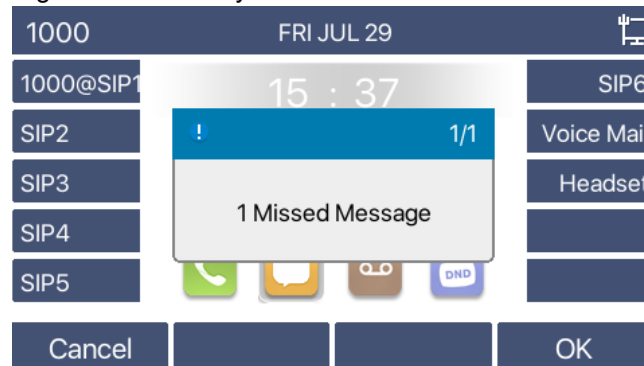 1000 FRI JUL 29
1000@SIP1
15 : 37
SIP6
SIP2
! 1/1
Voice Mai
SIP3
1 Missed Message
Headset
SIP4
SIP5
DND
Cancel OK